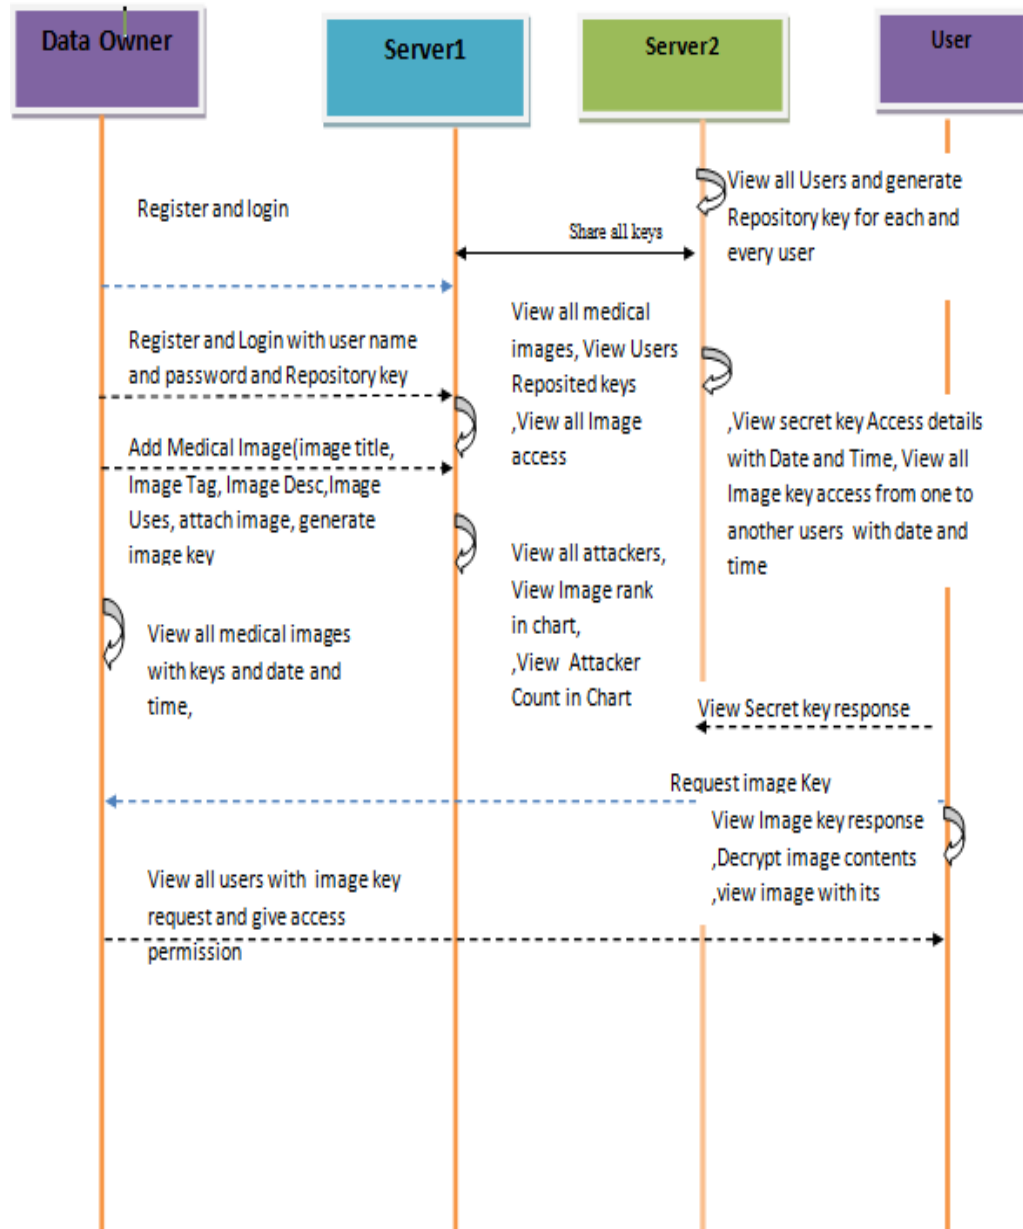 Data Owner
Server1
Server2
User
View all Users and generate
Repository key for each and
every user
Register and login
Share all keys
View all medical
images, View Users
Reposited keys
,View all Image
access
Register and Login with user name
and password and Repository key
,View secret key Access details
with Date and Time, View all
Image key access from one to
another users with date and
time
Add Medical Image(image title,
Image Tag, Image Desc,Image
Uses, attach image, generate
image key
View all attackers,
View Image rank
in chart,
,View Attacker
Count in Chart
View all medical images
with keys and date and
time,
View Secret key response
Request image Key
View Image key response
,Decrypt image contents
,view image with its
View all users with image key
request and give access
permission